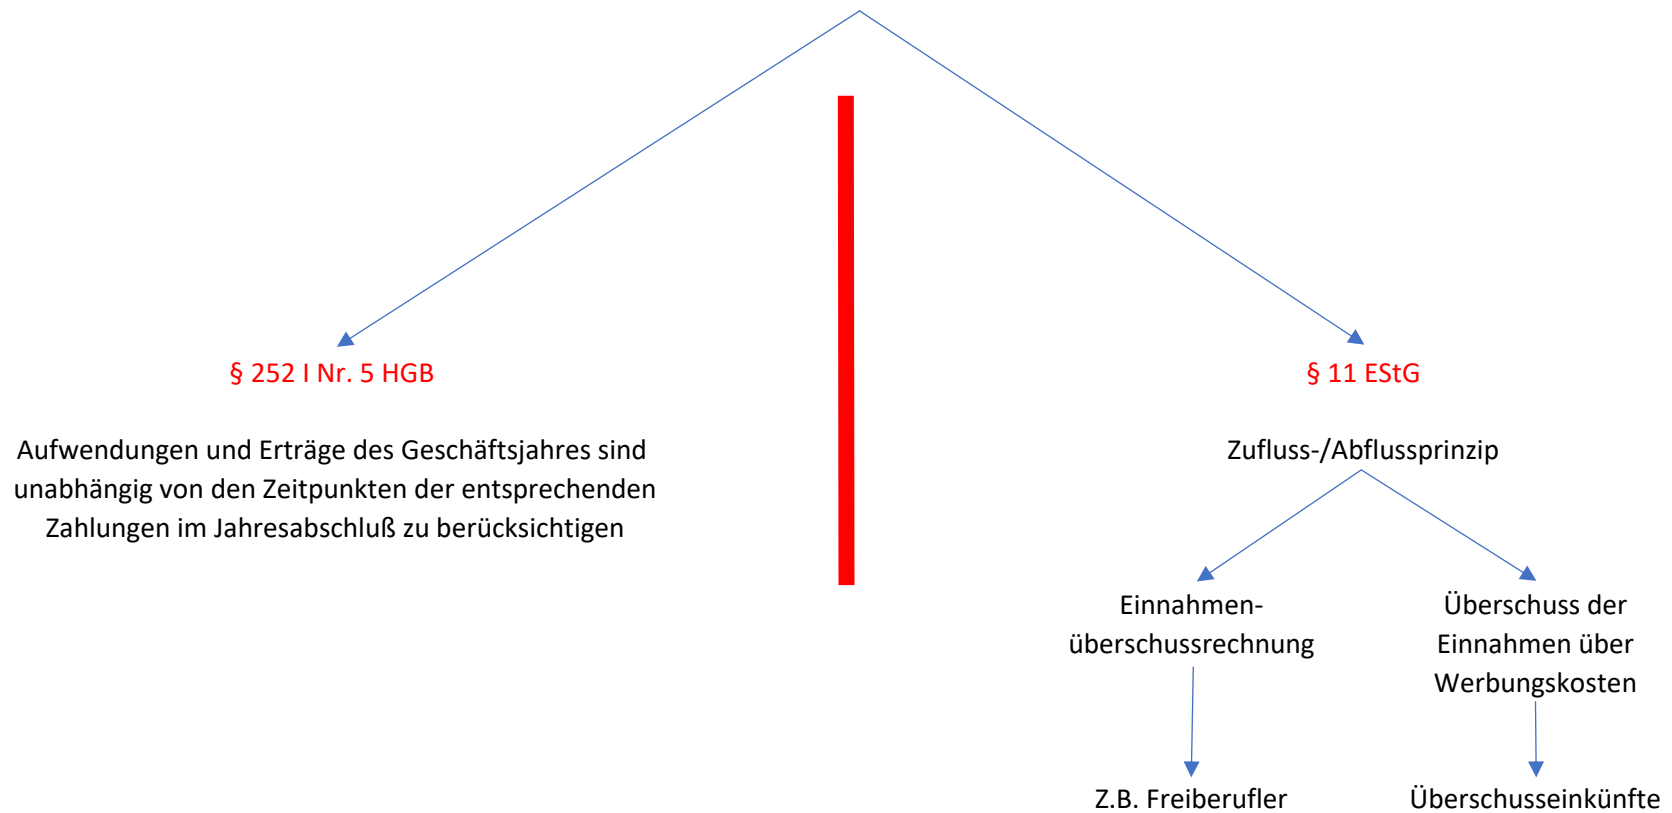 § 252 I Nr. 5 HGB
Aufwendungen und Erträge des Geschäftsjahres sind
unabhängig von den Zeitpunkten der entsprechenden
Zahlungen im Jahresabschluß zu berücksichtigen
§ 11 EStG
Zufluss-/Abflussprinzip
Einnahmen-
überschussrechnung
Z.B. Freiberufler
Überschuss der
Einnahmen über
Werbungskosten
Überschusseinkünfte